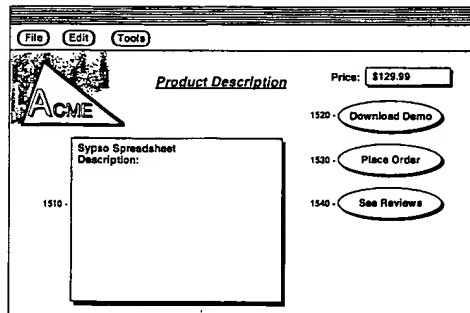 File Edit Tools
ACME
Product Description
Price: $129.99
1520 - Download Demo
Sypso Spreadsheet
Description:
1530 - Place Order
1510 -
1540 - See Reviews